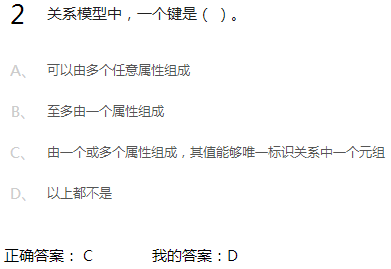 2 关系模型中，一个键是（ ）。
A、 可以由多个任意属性组成
B、 至多由一个属性组成
C、 由一个或多个属性组成，其值能够唯一标识关系中一个元组
D、 以上都不是
正确答案： C 我的答案：D